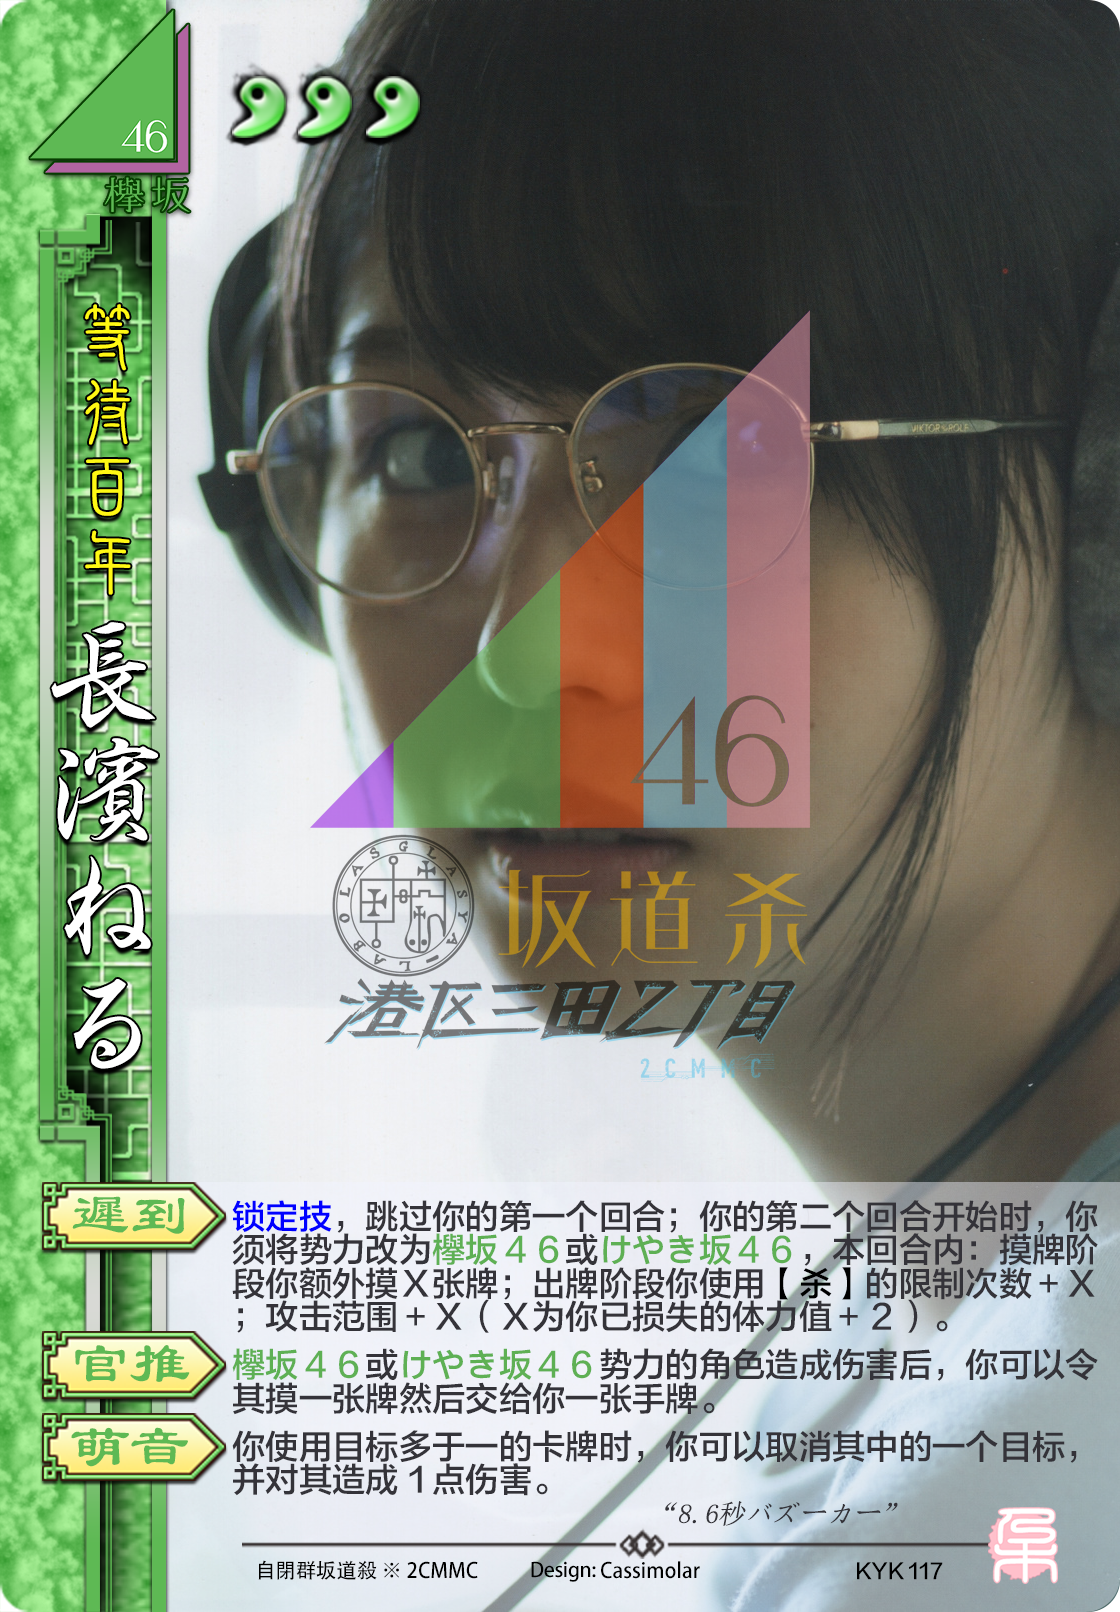 46
欅坂
等待百年
長濱ねる
VIKTOR&ROLF
46
GLASYA-LABOLAS
坂道杀
港区三田2丁目
2CMMC
遲到
锁定技，跳过你的第一个回合；你的第二个回合开始时，你
须将势力改为欅坂４６或けやき坂４６，本回合内：摸牌阶
段你额外摸Ｘ张牌；出牌阶段你使用【杀】的限制次数＋Ｘ
；攻击范围＋Ｘ（Ｘ为你已损失的体力值＋２）。
官推
欅坂４６或けやき坂４６势力的角色造成伤害后，你可以令
其摸一张牌然后交给你一张手牌。
萌音
你使用目标多于一的卡牌时，你可以取消其中的一个目标，
并对其造成１点伤害。
“8.6秒バズーカー”
自閉群坂道殺 ※ 2CMMC
Design: Cassimolar
KYK 117